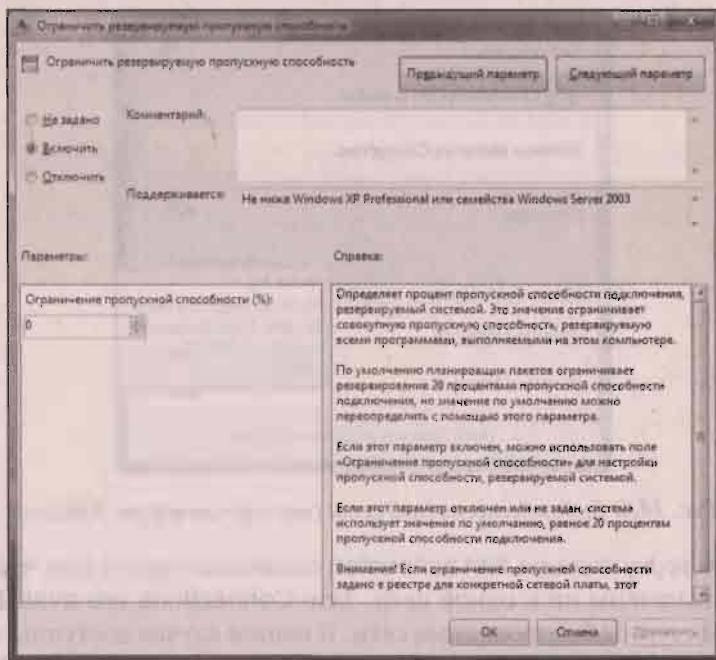 Ограничить резервируемую пропускную способность
Ограничить резервируемую пропускную способность
Предыдущий параметр
Следующий параметр
Не задано
Включить
Отключить
Комментарий:
Поддерживается:
Не ниже Windows XP Professional или семейства Windows Server 2003
Параметры:
Справка:
Ограничение пропускной способности (%):
0
Определяет процент пропускной способности подключения,
резервируемый системой. Это значение ограничивает
совокупную пропускную способность, резервируемую
всеми программами, выполняемыми на этом компьютере.
По умолчанию планировщик пакетов ограничивает
резервирование 20 процентами пропускной способности
подключения, но значение по умолчанию можно
переопределить с помощью этого параметра.
Если этот параметр включен, можно использовать поле
«Ограничение пропускной способности» для настройки
пропускной способности, резервируемой системой.
Если этот параметр отключен или не задан, система
использует значение по умолчанию, равное 20 процентам
пропускной способности подключения.
Внимание! Если ограничение пропускной способности
задано в реестре для конкретной сетевой платы, этот
ОК
Отмена